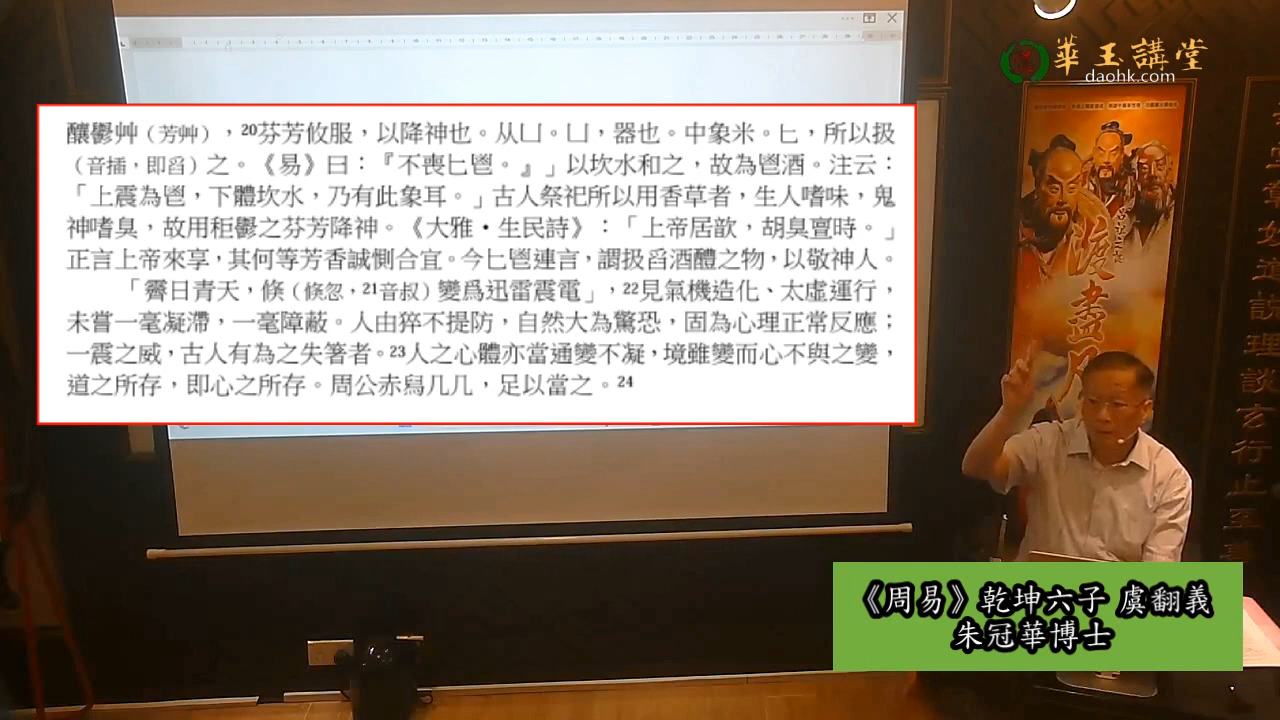 華玉講堂
daohk.com
釀鬱艸（芳艸），²⁰芬芳攸服，以降神也。从凵。凵，器也。中象米。匕，所以扱
（音插，即舀）之。《易》曰：『不喪匕鬯。』」以坎水和之，故為鬯酒。注云：
「上震為鬯，下體坎水，乃有此象耳。」古人祭祀所以用香草者，生人嗜味，鬼
神嗜臭，故用秬鬱之芬芳降神。《大雅‧生民詩》：「上帝居歆，胡臭亶時。」
正言上帝來享，其何等芳香誠惻合宜。今匕鬯連言，謂扱舀酒醴之物，以敬神人。
「霽日青天，倏（倏忽，²¹音叔）變爲迅雷震電」，²²見氣機造化、太虛運行，
未嘗一毫凝滯，一毫障蔽。人由猝不提防，自然大為驚恐，固為心理正常反應；
一震之威，古人有為之失箸者。²³人之心體亦當通變不凝，境雖變而心不與之變，
道之所存，即心之所存。周公赤舄几几，足以當之。²⁴
渡盡
理談玄行止至
《周易》乾坤六子 虞翻義
朱冠華博士